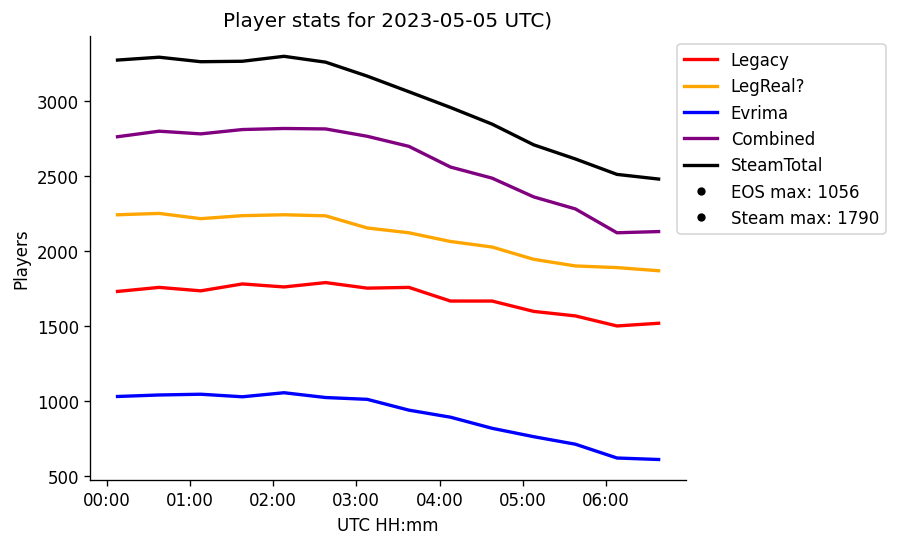 Player stats for 2023-05-05 UTC)
Legacy
LegReal?
Evrima
Combined
SteamTotal
EOS max: 1056
Steam max: 1790
Players
3000
2500
2000
1500
1000
500
00:00 01:00 02:00 03:00 04:00 05:00 06:00
UTC HH:mm